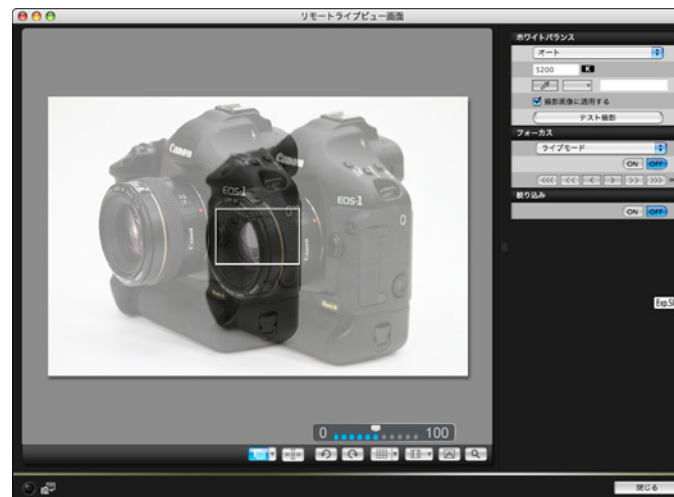 リモートライブビュー画面
ホワイトバランス
オート
5200 K
撮影画像に適用する
テスト撮影
フォーカス
ライブモード
ON OFF
<<< << < > >> >>>
絞り込み
ON OFF
Canon
Canon
EOS-1
EOS-1
0 100
閉じる